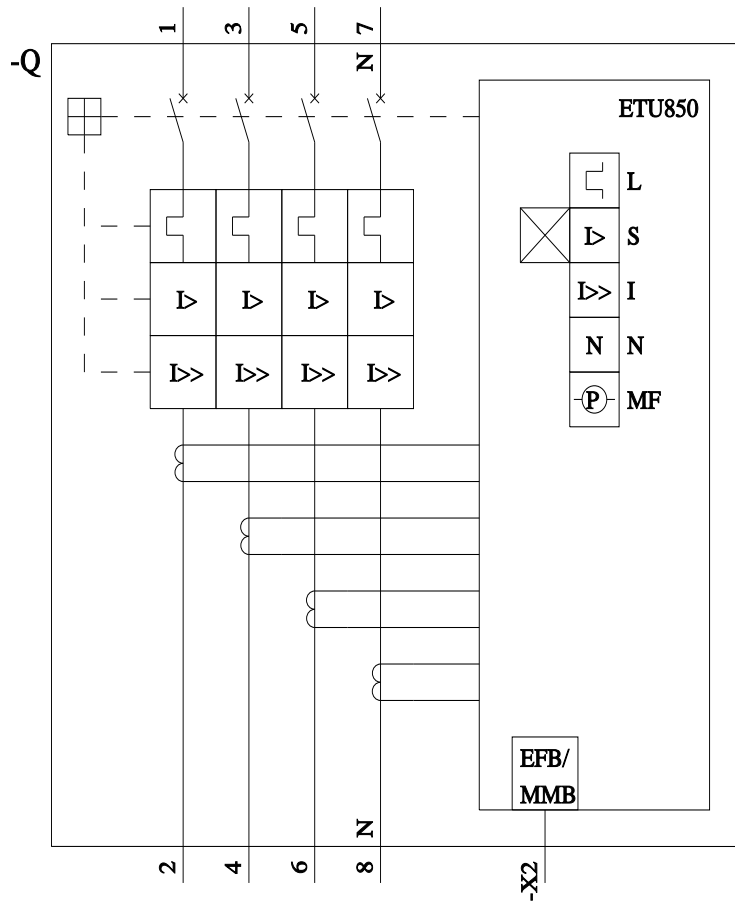 1 3 5 7
-Q
N
ETU850
L
I> I> I> I>
I> S
I>> I
N N
P MF
I>> I>> I>> I>>
EFB/
MMB
N
2 4 6 8
-X2